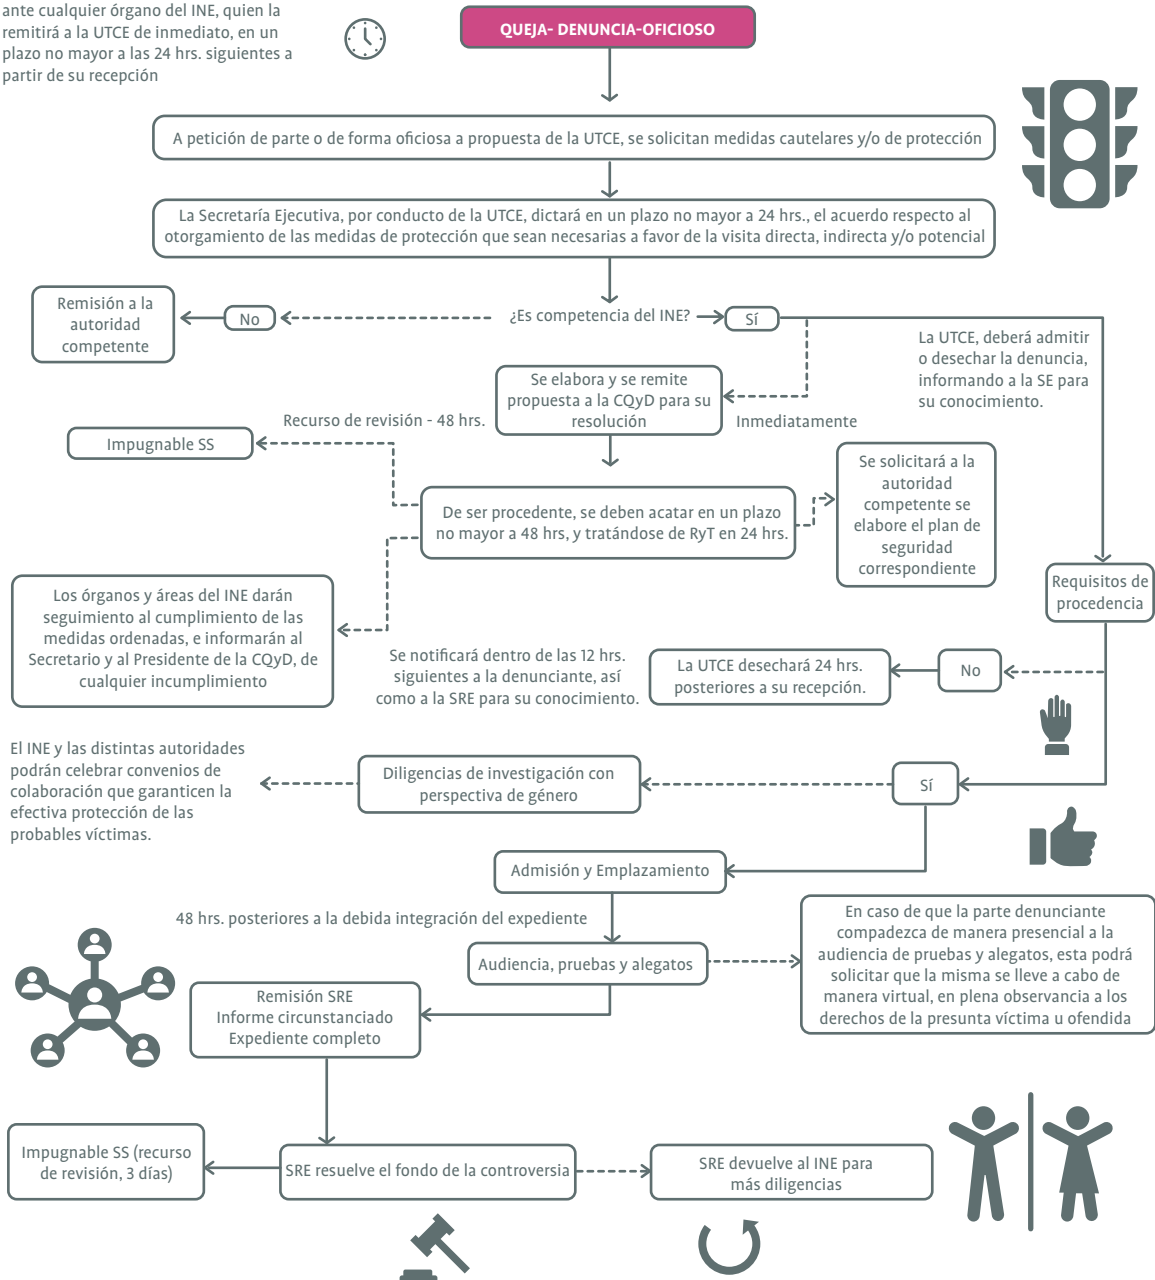 ante cualquier órgano del INE, quien la
remitirá a la UTCE de inmediato, en un
plazo no mayor a las 24 hrs. siguientes a
partir de su recepción
QUEJA- DENUNCIA-OFICIOSO
A petición de parte o de forma oficiosa a propuesta de la UTCE, se solicitan medidas cautelares y/o de protección
La Secretaría Ejecutiva, por conducto de la UTCE, dictará en un plazo no mayor a 24 hrs., el acuerdo respecto al
otorgamiento de las medidas de protección que sean necesarias a favor de la visita directa, indirecta y/o potencial
Remisión a la
autoridad
competente
No
¿Es competencia del INE?
Sí
La UTCE, deberá admitir
o desechar la denuncia,
informando a la SE para
su conocimiento.
Se elabora y se remite
propuesta a la CQyD para su
resolución
Inmediatamente
Recurso de revisión - 48 hrs.
Impugnable SS
De ser procedente, se deben acatar en un plazo
no mayor a 48 hrs, y tratándose de RyT en 24 hrs.
Se solicitará a la
autoridad
competente se
elabore el plan de
seguridad
correspondiente
Requisitos de
procedencia
Los órganos y áreas del INE darán
seguimiento al cumplimiento de las
medidas ordenadas, e informarán al
Secretario y al Presidente de la CQyD, de
cualquier incumplimiento
Se notificará dentro de las 12 hrs.
siguientes a la denunciante, así
como a la SRE para su conocimiento.
La UTCE desechará 24 hrs.
posteriores a su recepción.
No
El INE y las distintas autoridades
podrán celebrar convenios de
colaboración que garanticen la
efectiva protección de las
probables víctimas.
Diligencias de investigación con
perspectiva de género
Sí
Admisión y Emplazamiento
48 hrs. posteriores a la debida integración del expediente
Audiencia, pruebas y alegatos
En caso de que la parte denunciante
compadezca de manera presencial a la
audiencia de pruebas y alegatos, esta podrá
solicitar que la misma se lleve a cabo de
manera virtual, en plena observancia a los
derechos de la presunta víctima u ofendida
Remisión SRE
Informe circunstanciado
Expediente completo
Impugnable SS (recurso
de revisión, 3 días)
SRE resuelve el fondo de la controversia
SRE devuelve al INE para
más diligencias